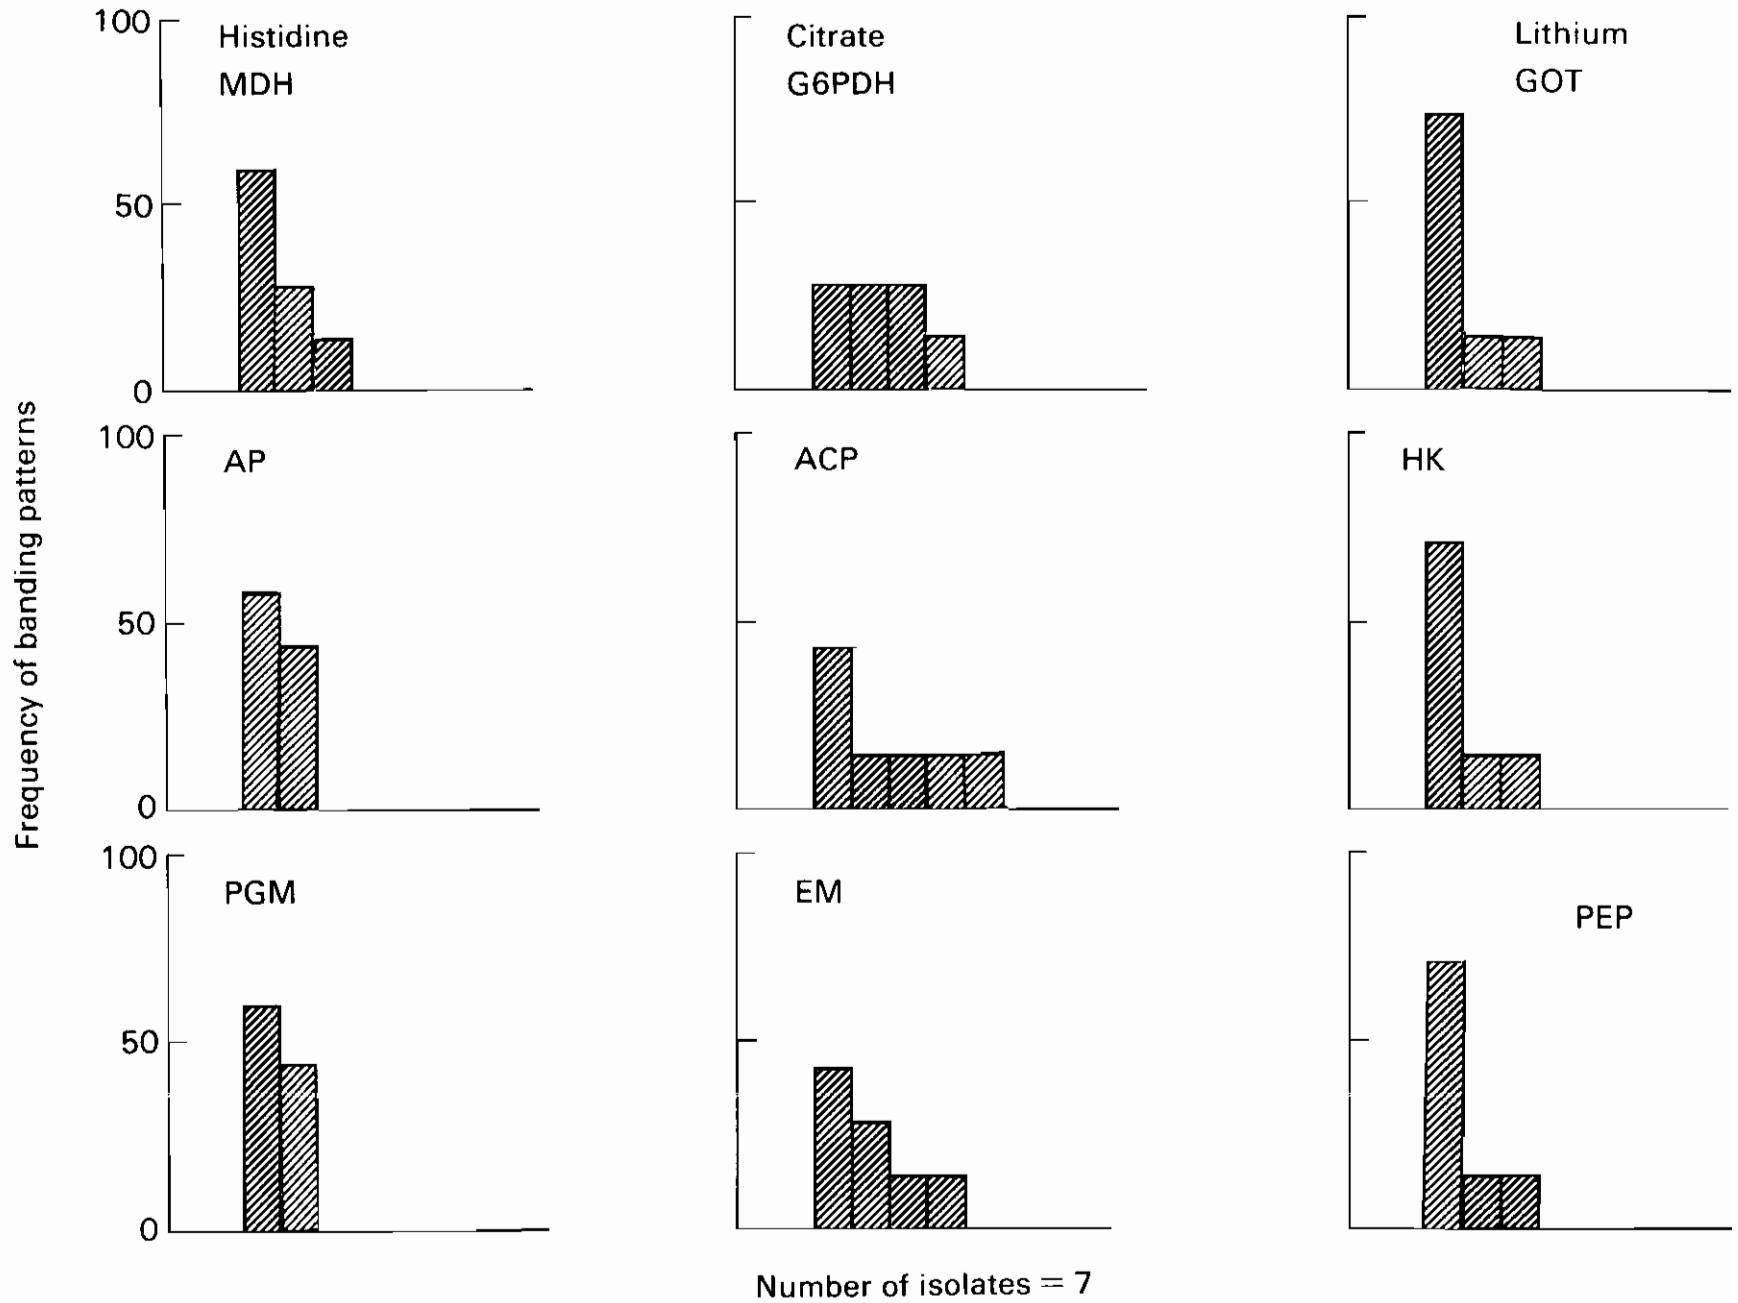 Frequency of banding patterns
100
50
0
Histidine
MDH
Citrate
G6PDH
Lithium
GOT
100
50
0
AP
ACP
HK
100
50
0
PGM
EM
PEP
Number of isolates = 7